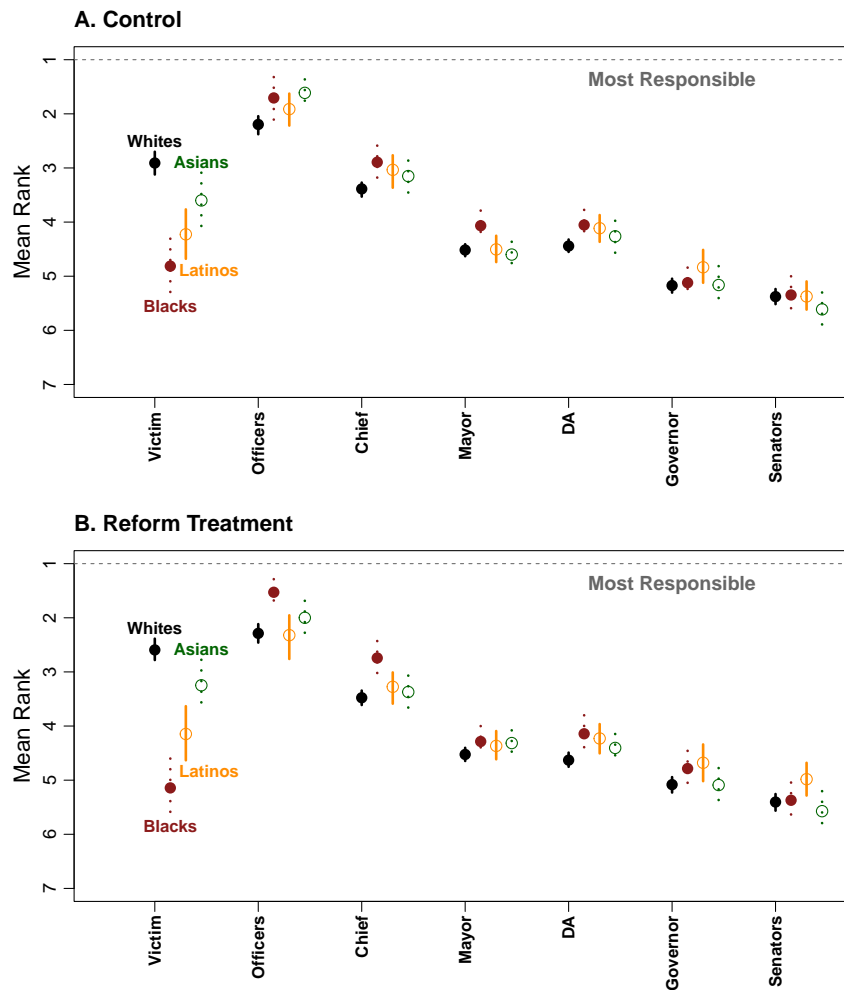 A. Control
1
2
3
4
5
6
7
Mean Rank
Most Responsible
Whites
Asians
Latinos
Blacks
Victim
Officers
Chief
Mayor
DA
Governor
Senators
B. Reform Treatment
1
2
3
4
5
6
7
Mean Rank
Most Responsible
Whites
Asians
Latinos
Blacks
Victim
Officers
Chief
Mayor
DA
Governor
Senators